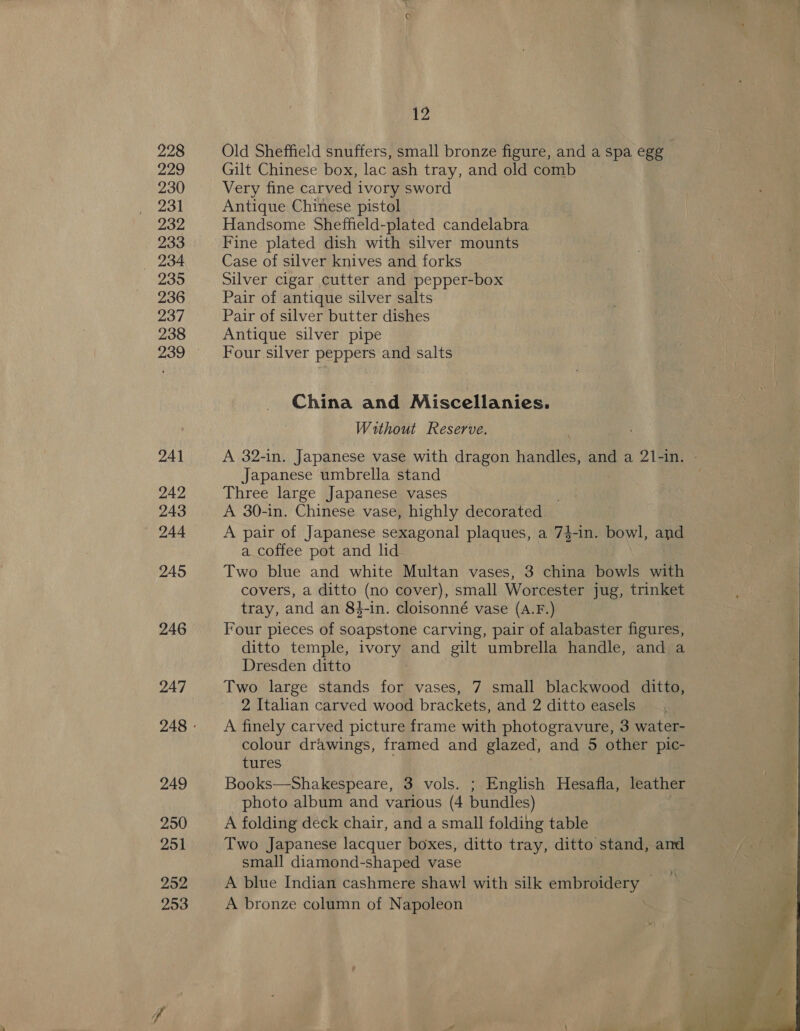 12
228 Old Sheffield snuffers, small bronze figure, and a spa egg
229 Gilt Chinese box, lac ash tray, and old comb
230 Very fine carved ivory sword
231 Antique Chinese pistol
232 Handsome Sheffield-plated candelabra
233 Fine plated dish with silver mounts
234 Case of silver knives and forks
235 Silver cigar cutter and pepper-box
236 Pair of antique silver salts
237 Pair of silver butter dishes
238 Antique silver pipe
239 Four silver peppers and salts
China and Miscellanies.
Without Reserve.
241 A 32-in. Japanese vase with dragon handles, and a 21-in.
Japanese umbrella stand
242 Three large Japanese vases
243 A 30-in. Chinese vase, highly decorated
244 A pair of Japanese sexagonal plaques, a 7½-in. bowl, and
a coffee pot and lid
245 Two blue and white Multan vases, 3 china bowls with
covers, a ditto (no cover), small Worcester jug, trinket
tray, and an 8½-in. cloisonné vase (A.F.)
246 Four pieces of soapstone carving, pair of alabaster figures,
ditto temple, ivory and gilt umbrella handle, and a
Dresden ditto
247 Two large stands for vases, 7 small blackwood ditto,
2 Italian carved wood brackets, and 2 ditto easels
248 A finely carved picture frame with photogravure, 3 water-
colour drawings, framed and glazed, and 5 other pic-
tures
249 Books—Shakespeare, 3 vols. ; English Hesafla, leather
photo album and various (4 bundles)
250 A folding deck chair, and a small folding table
251 Two Japanese lacquer boxes, ditto tray, ditto stand, and
small diamond-shaped vase
252 A blue Indian cashmere shawl with silk embroidery
253 A bronze column of Napoleon